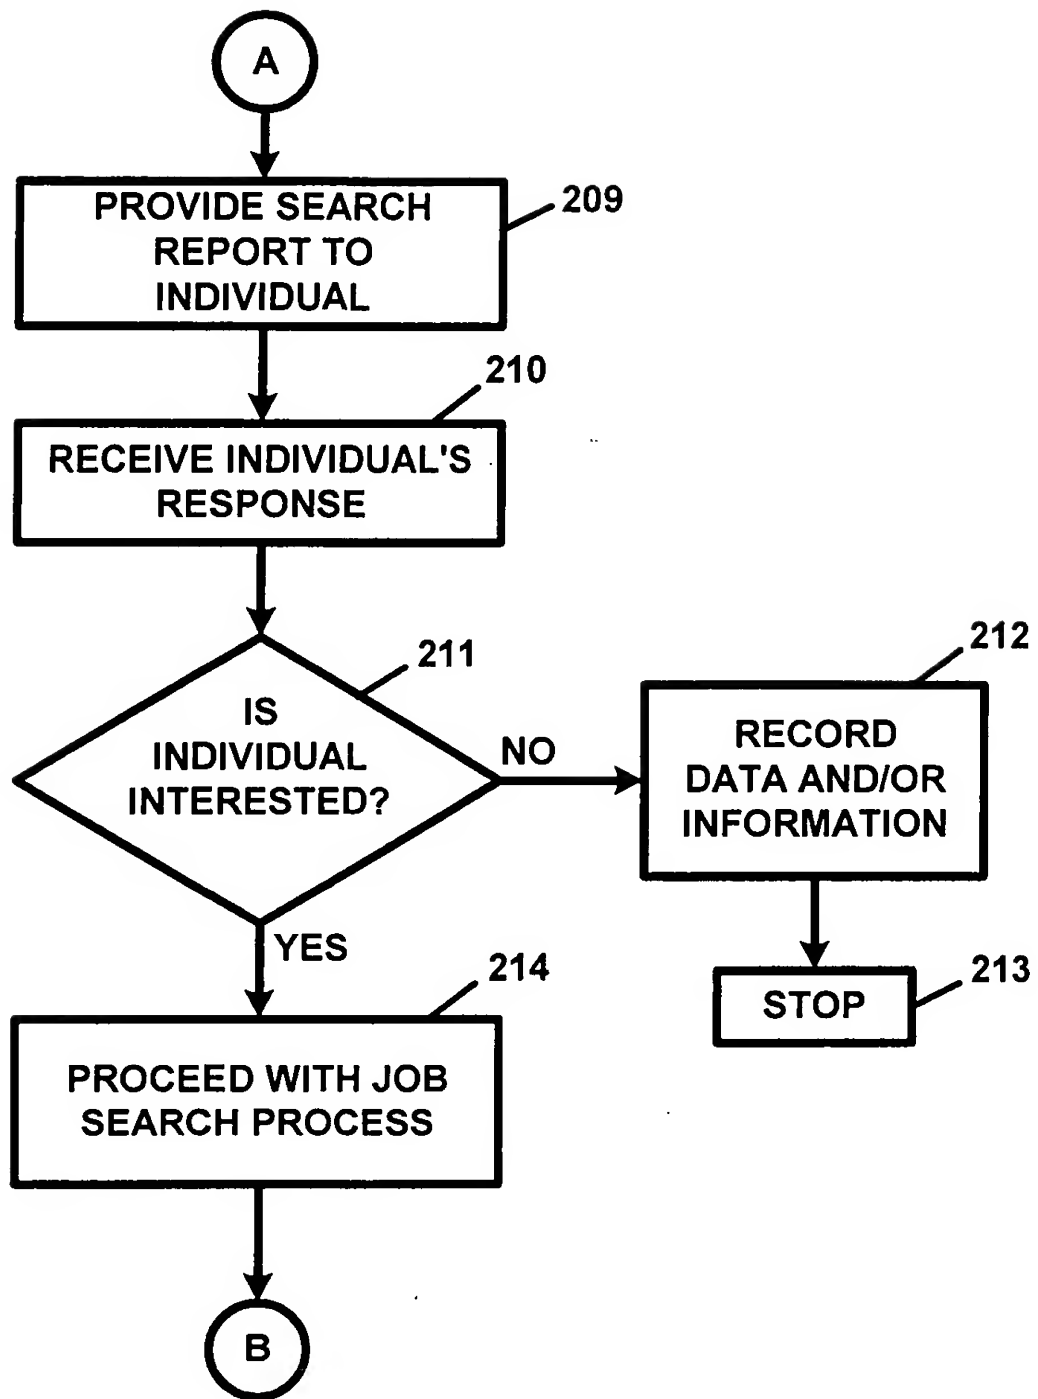 A
PROVIDE SEARCH
REPORT TO
INDIVIDUAL
209
210
RECEIVE INDIVIDUAL'S
RESPONSE
211
IS
INDIVIDUAL
INTERESTED?
NO
212
RECORD
DATA AND/OR
INFORMATION
YES
213
STOP
214
PROCEED WITH JOB
SEARCH PROCESS
B